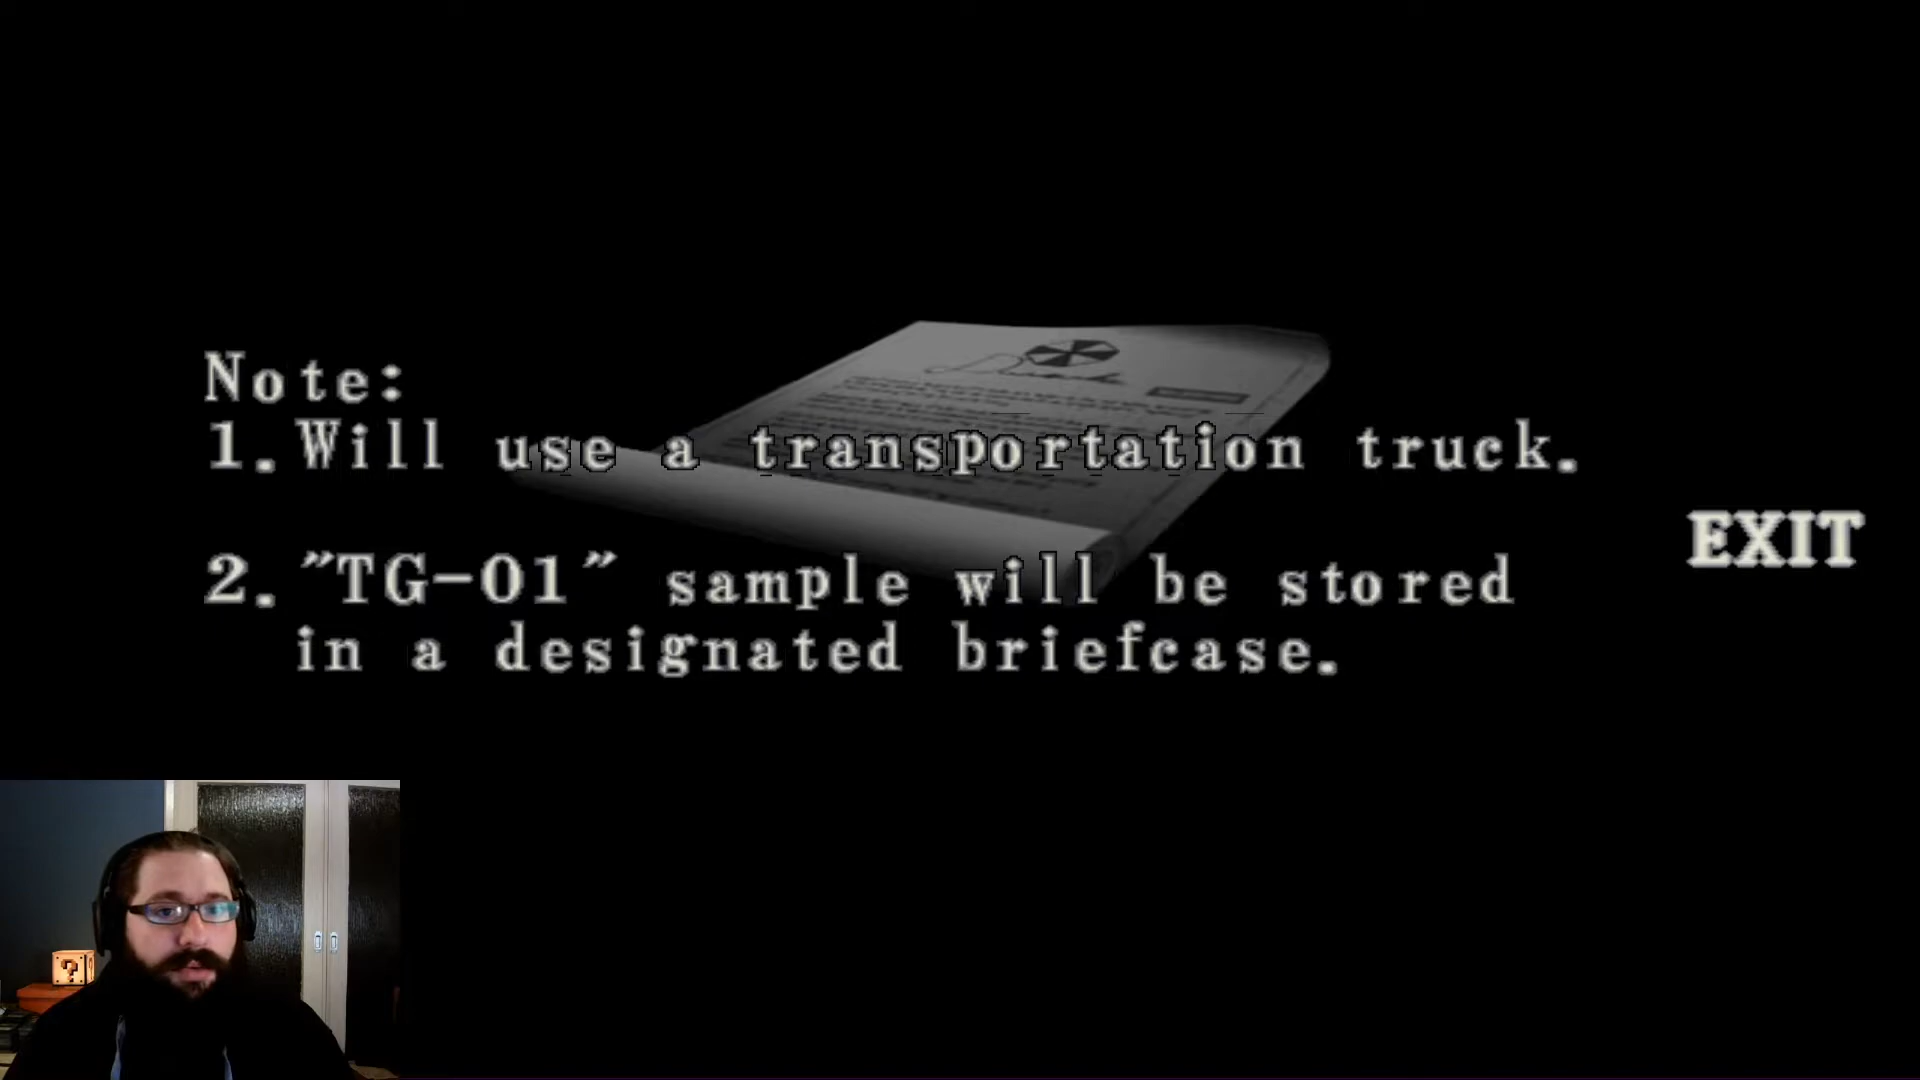 Note:
1.Will use a transportation truck.
2."TG-01" sample will be stored
in a designated briefcase.
EXIT